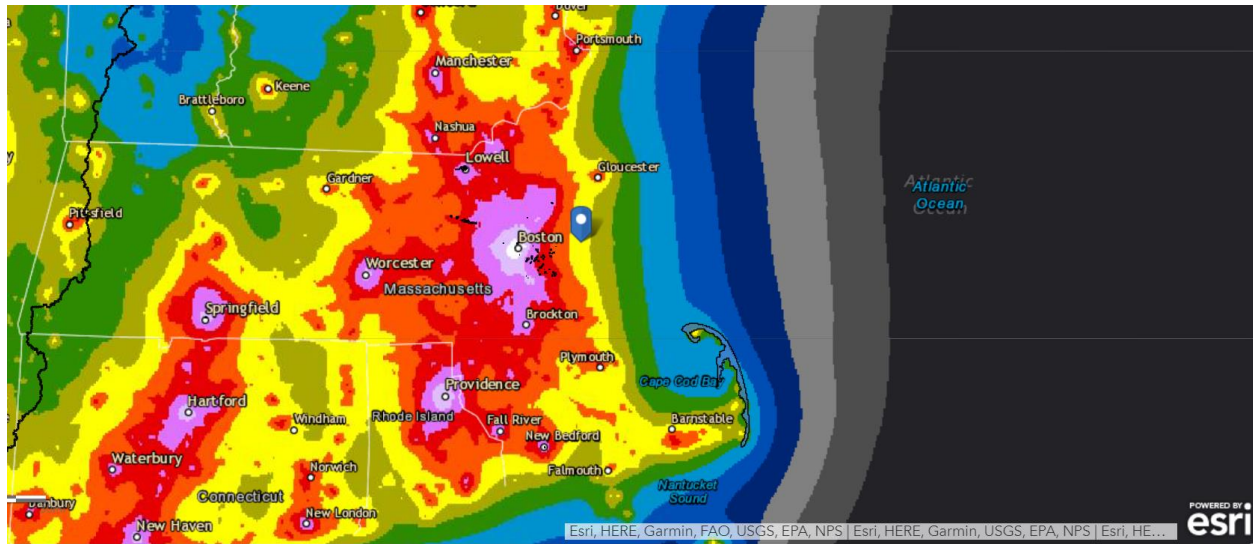 Portsmouth
Manchester
Keene
Brattleboro
Nashua
Lowell
Gloucester
Gardner
Atlantic
Ocean
Atlantic
Ocean
Pittsfield
Boston
Worcester
Massachusetts
Springfield
Brockton
Plymouth
Cape Cod Bay
Providence
Hartford
Rhode Island
Windham
Fall River
Barnstable
New Bedford
Waterbury
Norwich
Falmouth
Connecticut
Nantucket
Sound
Danbury
New London
New Haven
POWERED BY
esri
Esri, HERE, Garmin, FAO, USGS, EPA, NPS | Esri, HERE, Garmin, USGS, EPA, NPS | Esri, HE...